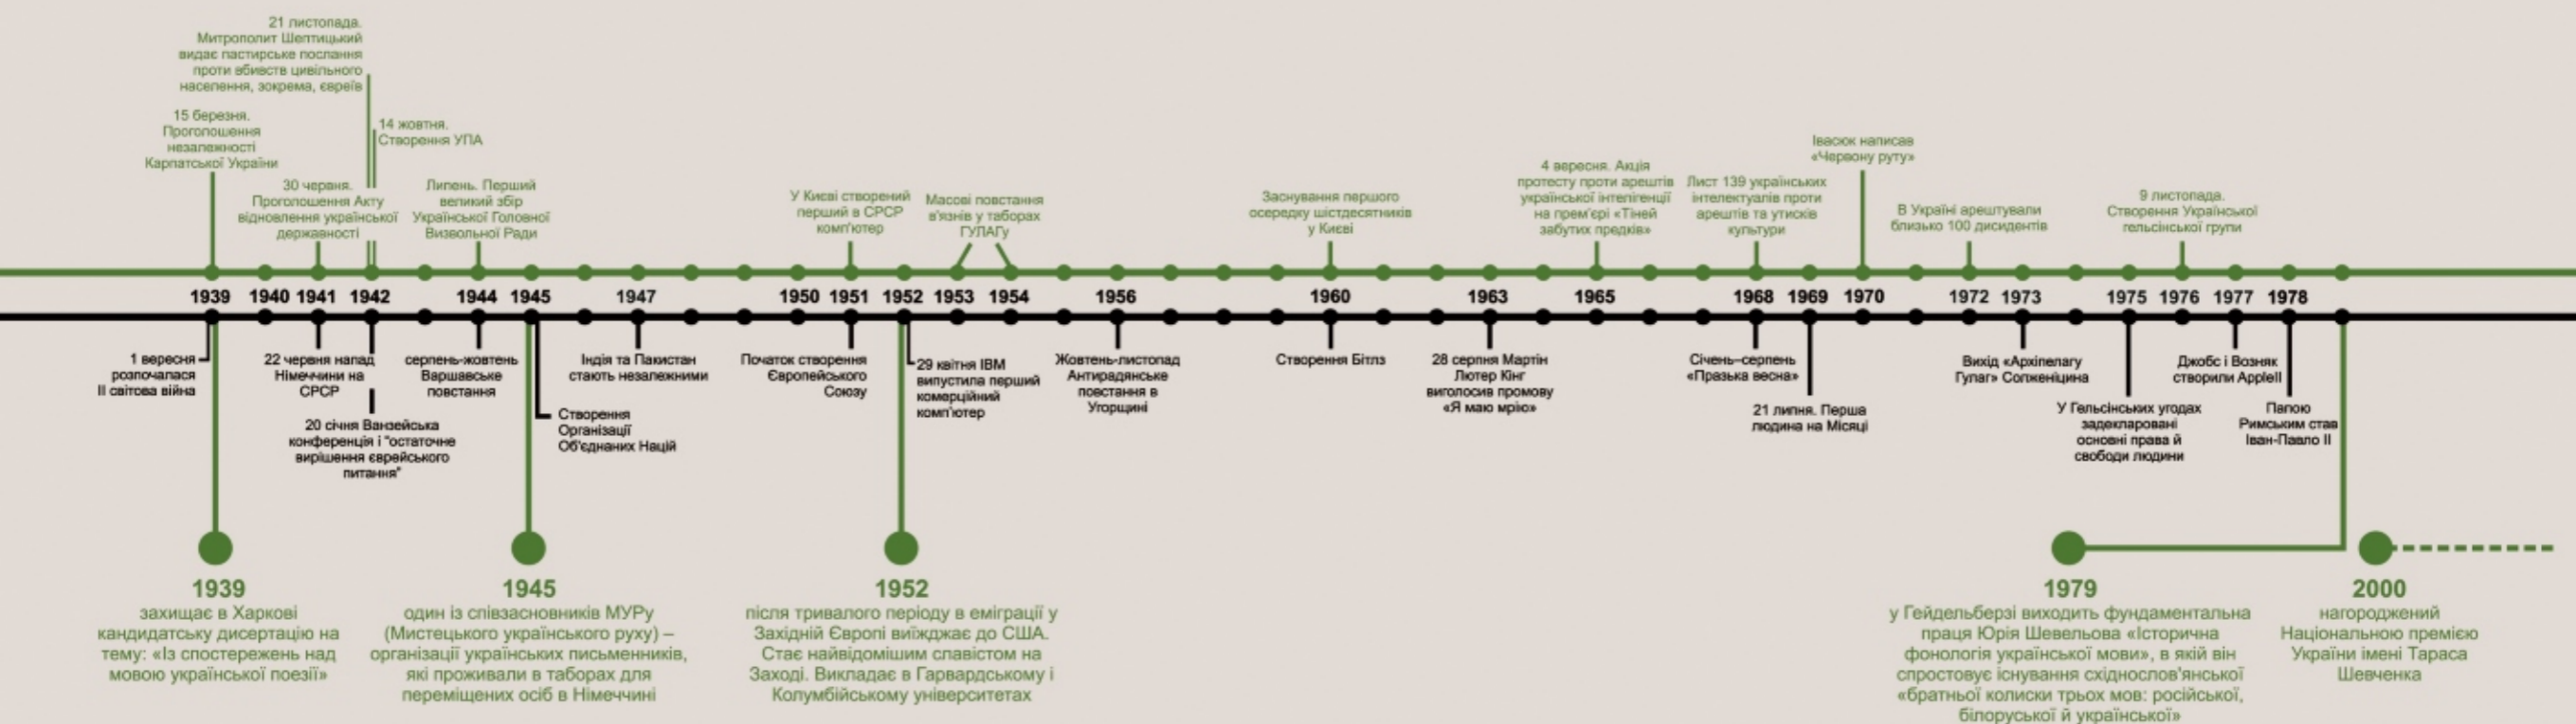 21 листопада.
Митрополит Шептицький
видає пастирське послання
проти вбивств цивільного
населення, зокрема, євреїв
15 березня.
Проголошення
незалежності
Карпатської України
14 жовтня.
Створення УПА
30 червня.
Проголошення Акту
відновлення української
державності
Липень. Перший
великий збір
Української Головної
Визвольної Ради
У Києві створений
перший в СРСР
комп'ютер
Масові повстання
в'язнів у таборах
ГУЛАГу
Заснування першого
осередку шістдесятників
у Києві
4 вересня. Акція
протесту проти арештів
української інтелігенції
на прем'єрі «Тіней
забутих предків»
Лист 139 українських
інтелектуалів проти
арештів та утисків
культури
Івасюк написав
«Червону руту»
В Україні арештували
близько 100 дисидентів
9 листопада.
Створення Української
гельсінської групи
1939 1940 1941 1942 1944 1945 1947 1950 1951 1952 1953 1954 1956 1960 1963 1965 1968 1969 1970 1972 1973 1975 1976 1977 1978
1 вересня
розпочалася
ІІ світова війна
22 червня напад
Німеччини на
СРСР
20 січня Ванзейська
конференція і "остаточне
вирішення єврейського
питання"
серпень-жовтень
Варшавське
повстання
Створення
Організації
Об'єднаних Націй
Індія та Пакистан
стають незалежними
Початок створення
Європейського
Союзу
29 квітня IBM
випустила перший
комерційний
комп'ютер
Жовтень-листопад
Антирадянське
повстання в
Угорщині
Створення Бітлз
28 серпня Мартін
Лютер Кінг
виголосив промову
«Я маю мрію»
Січень–серпень
«Празька весна»
21 липня. Перша
людина на Місяці
Вихід «Архіпелагу
Гулаг» Солженіцина
У Гельсінських угодах
задекларовані
основні права й
свободи людини
Джобс і Возняк
створили AppleII
Папою
Римським став
Іван-Павло ІІ
1939
захищає в Харкові
кандидатську дисертацію на
тему: «Із спостережень над
мовою української поезії»
1945
один із співзасновників МУРу
(Мистецького українського руху) –
організації українських письменників,
які проживали в таборах для
переміщених осіб в Німеччині
1952
після тривалого періоду в еміграції у
Західній Європі виїжджає до США.
Стає найвідомішим славістом на
Заході. Викладає в Гарвардському і
Колумбійському університетах
1979
у Гейдельберзі виходить фундаментальна
праця Юрія Шевельова «Історична
фонологія української мови», в якій він
спростовує існування східнослов'янської
«братньої колиски трьох мов: російської,
білоруської й української»
2000
нагороджений
Національною премією
України імені Тараса
Шевченка